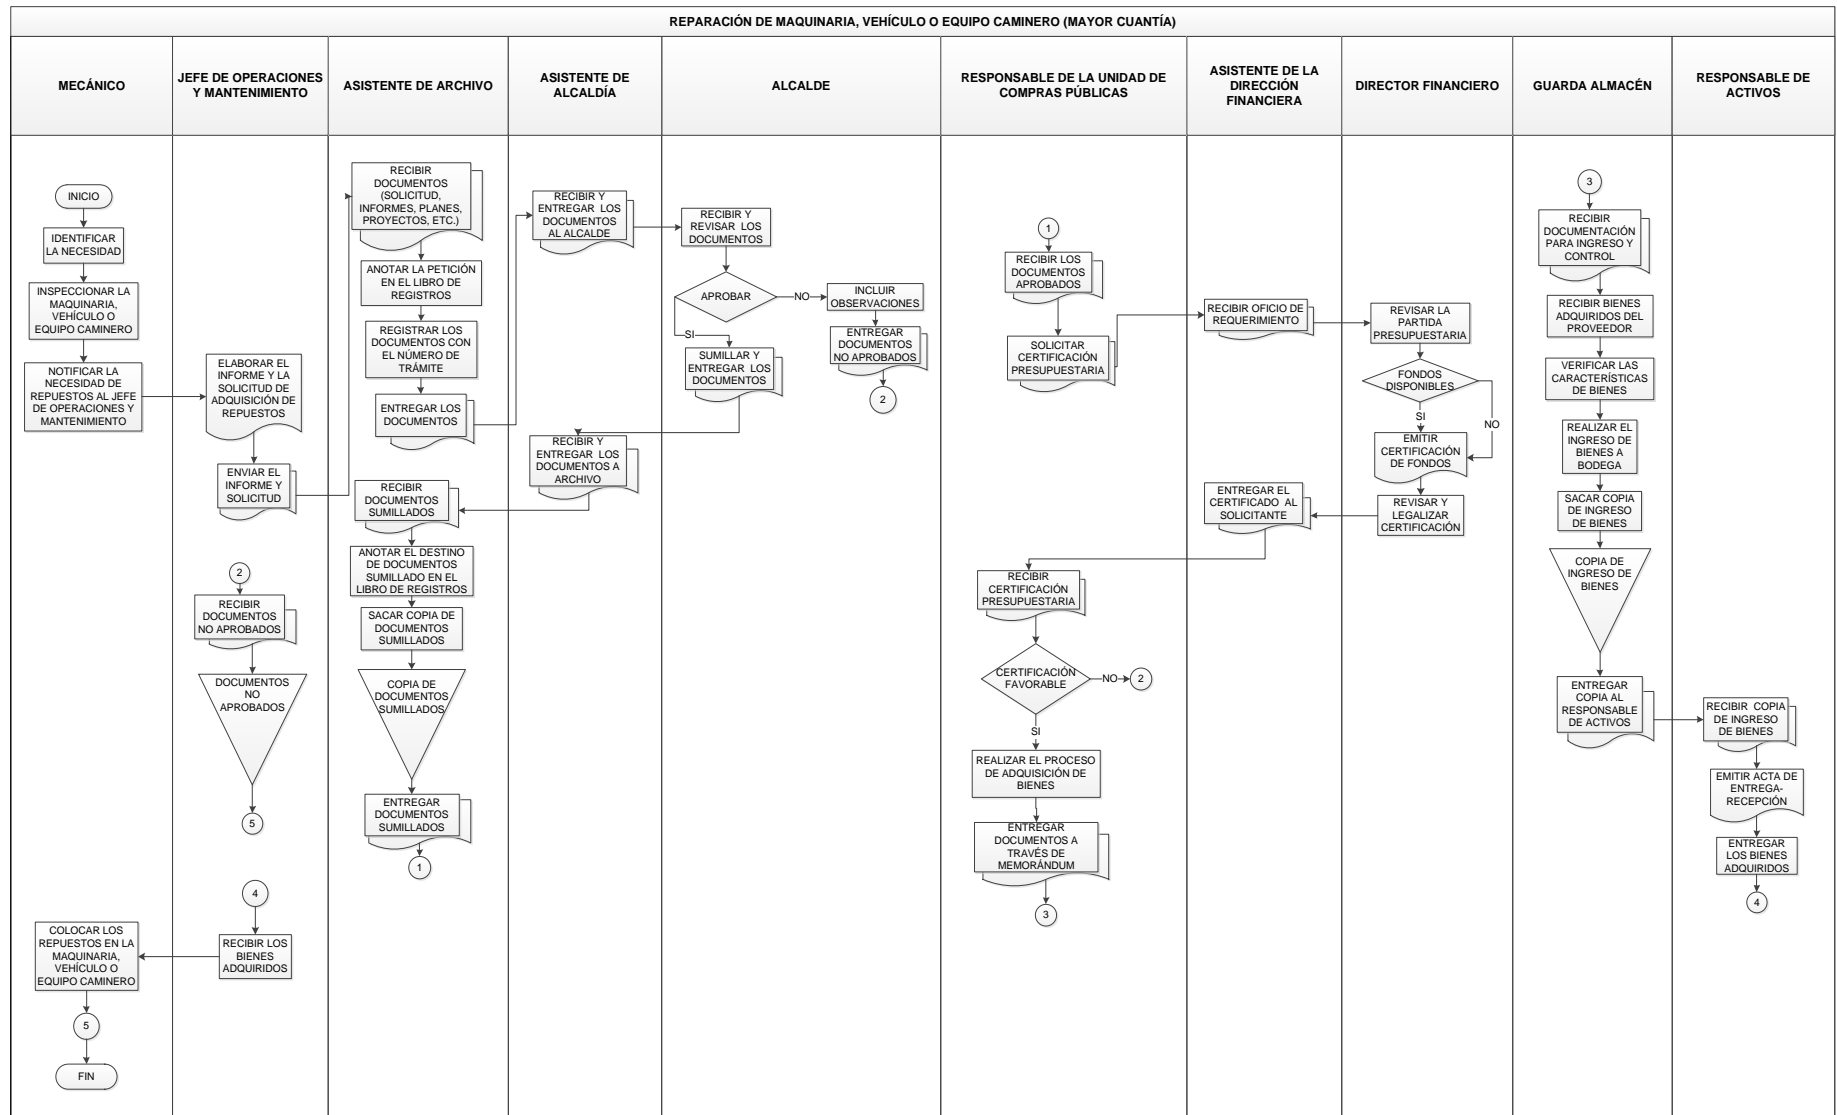 REPARACIÓN DE MAQUINARIA, VEHÍCULO O EQUIPO CAMINERO (MAYOR CUANTÍA)
MECÁNICO
JEFE DE OPERACIONES
Y MANTENIMIENTO
ASISTENTE DE ARCHIVO
ASISTENTE DE
ALCALDÍA
ALCALDE
RESPONSABLE DE LA UNIDAD DE
COMPRAS PÚBLICAS
ASISTENTE DE LA
DIRECCIÓN
FINANCIERA
DIRECTOR FINANCIERO
GUARDA ALMACÉN
RESPONSABLE DE
ACTIVOS
INICIO
IDENTIFICAR
LA NECESIDAD
INSPECCIONAR LA
MAQUINARIA,
VEHÍCULO O
EQUIPO CAMINERO
NOTIFICAR LA
NECESIDAD DE
REPUESTOS AL JEFE
DE OPERACIONES Y
MANTENIMIENTO
COLOCAR LOS
REPUESTOS EN LA
MAQUINARIA,
VEHÍCULO O
EQUIPO CAMINERO
5
FIN
ELABORAR EL
INFORME Y LA
SOLICITUD DE
ADQUISICIÓN DE
REPUESTOS
ENVIAR EL
INFORME Y
SOLICITUD
2
RECIBIR
DOCUMENTOS
NO APROBADOS
DOCUMENTOS
NO
APROBADOS
5
4
RECIBIR LOS
BIENES
ADQUIRIDOS
RECIBIR
DOCUMENTOS
(SOLICITUD,
INFORMES, PLANES,
PROYECTOS, ETC.)
ANOTAR LA PETICIÓN
EN EL LIBRO DE
REGISTROS
REGISTRAR LOS
DOCUMENTOS CON
EL NÚMERO DE
TRÁMITE
ENTREGAR LOS
DOCUMENTOS
RECIBIR
DOCUMENTOS
SUMILLADOS
ANOTAR EL DESTINO
DE DOCUMENTOS
SUMILLADO EN EL
LIBRO DE REGISTROS
SACAR COPIA DE
DOCUMENTOS
SUMILLADOS
COPIA DE
DOCUMENTOS
SUMILLADOS
ENTREGAR
DOCUMENTOS
SUMILLADOS
1
RECIBIR Y
ENTREGAR LOS
DOCUMENTOS
AL ALCALDE
RECIBIR Y
ENTREGAR LOS
DOCUMENTOS A
ARCHIVO
RECIBIR Y
REVISAR LOS
DOCUMENTOS
APROBAR
NO
SI
INCLUIR
OBSERVACIONES
ENTREGAR
DOCUMENTOS
NO APROBADOS
2
SUMILLAR Y
ENTREGAR LOS
DOCUMENTOS
1
RECIBIR LOS
DOCUMENTOS
APROBADOS
SOLICITAR
CERTIFICACIÓN
PRESUPUESTARIA
RECIBIR
CERTIFICACIÓN
PRESUPUESTARIA
CERTIFICACIÓN
FAVORABLE
NO
2
SI
REALIZAR EL PROCESO
DE ADQUISICIÓN DE
BIENES
ENTREGAR
DOCUMENTOS A
TRAVÉS DE
MEMORÁNDUM
3
RECIBIR OFICIO DE
REQUERIMIENTO
ENTREGAR EL
CERTIFICADO AL
SOLICITANTE
REVISAR LA
PARTIDA
PRESUPUESTARIA
FONDOS
DISPONIBLES
SI
NO
EMITIR
CERTIFICACIÓN
DE FONDOS
REVISAR Y
LEGALIZAR
CERTIFICACIÓN
3
RECIBIR
DOCUMENTACIÓN
PARA INGRESO Y
CONTROL
RECIBIR BIENES
ADQUIRIDOS DEL
PROVEEDOR
VERIFICAR LAS
CARACTERÍSTICAS
DE BIENES
REALIZAR EL
INGRESO DE
BIENES A
BODEGA
SACAR COPIA
DE INGRESO
DE BIENES
COPIA DE
INGRESO DE
BIENES
ENTREGAR
COPIA AL
RESPONSABLE
DE ACTIVOS
RECIBIR COPIA
DE INGRESO
DE BIENES
EMITIR ACTA DE
ENTREGA-
RECEPCIÓN
ENTREGAR
LOS BIENES
ADQUIRIDOS
4